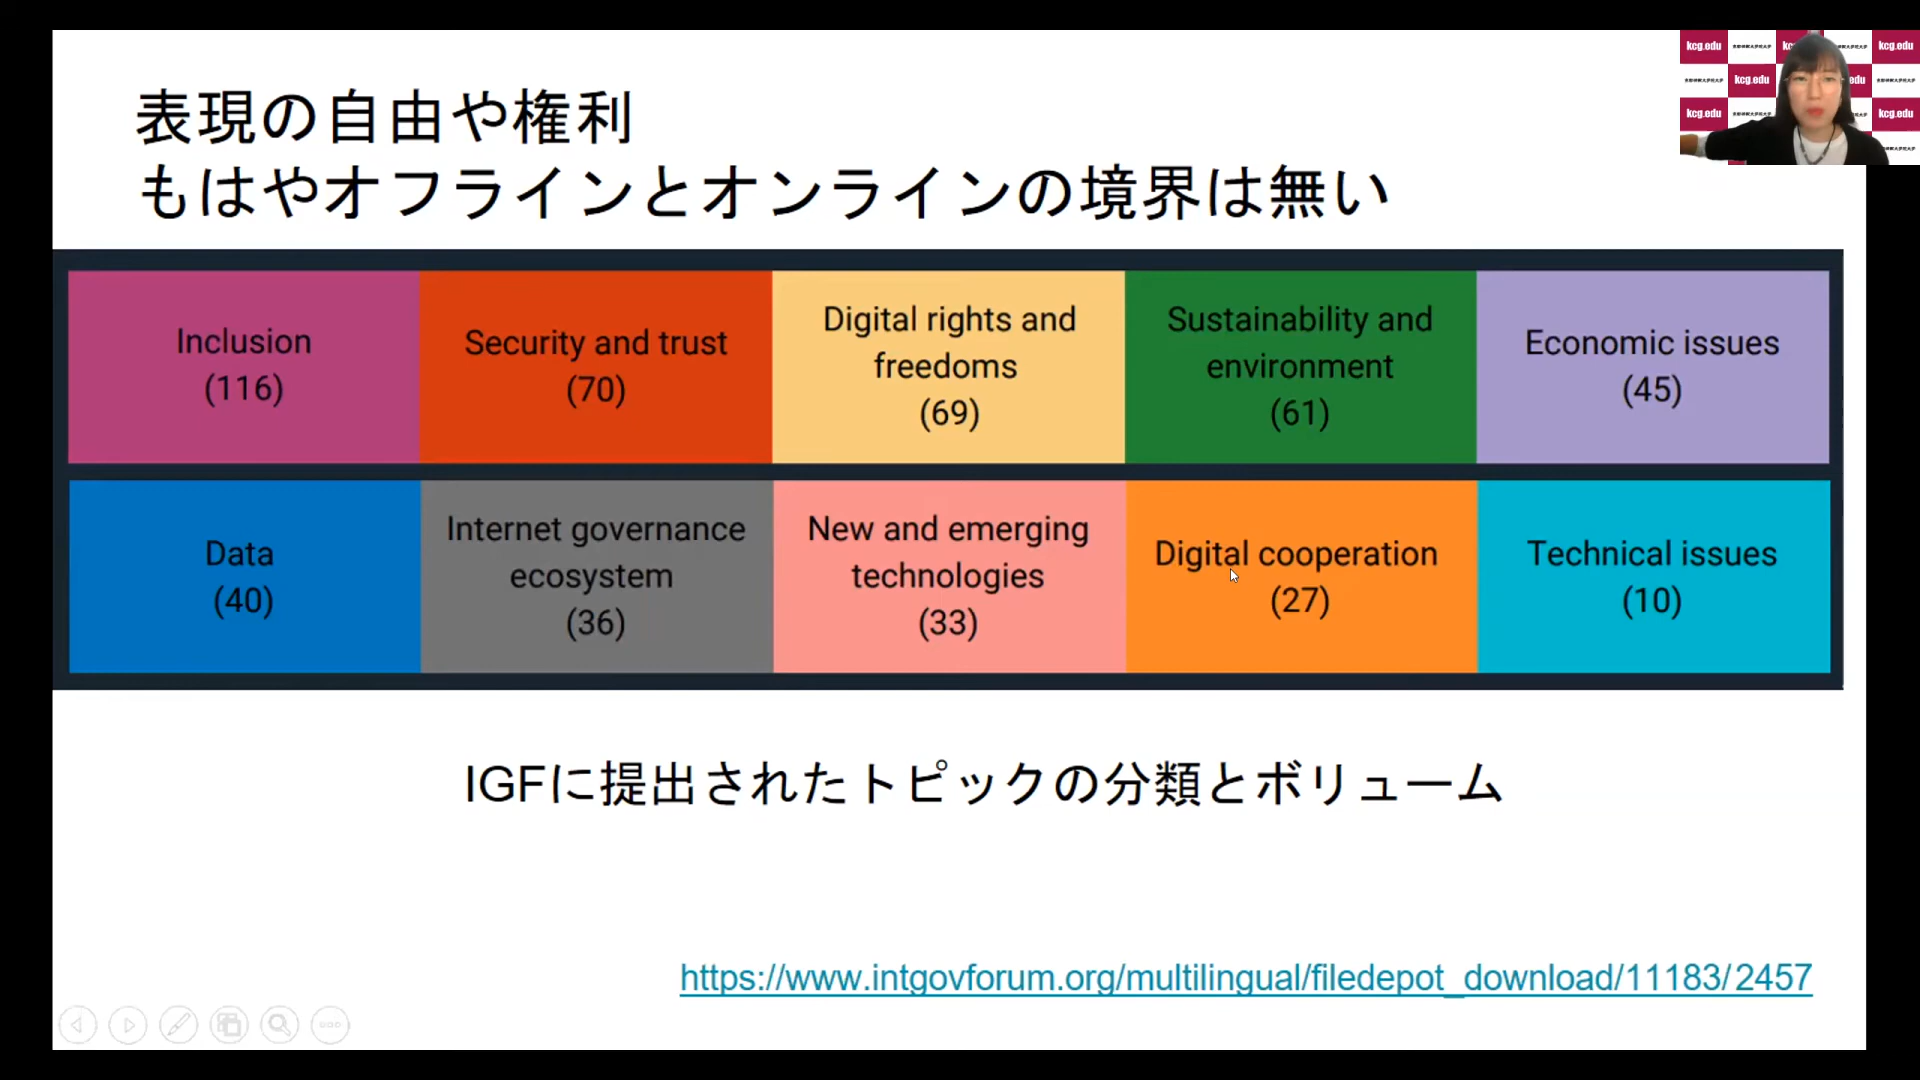 表現の自由や権利
もはやオフラインとオンラインの境界は無い
Inclusion
(116)
Security and trust
(70)
Digital rights and
freedoms
(69)
Sustainability and
environment
(61)
Economic issues
(45)
Data
(40)
Internet governance
ecosystem
(36)
New and emerging
technologies
(33)
Digital cooperation
(27)
Technical issues
(10)
IGFに提出されたトピックの分類とボリューム
https://www.intgovforum.org/multilingual/filedepot_download/11183/2457
kcg.edu
kcg.edu
kcg.edu
kcg.edu
kcg.edu